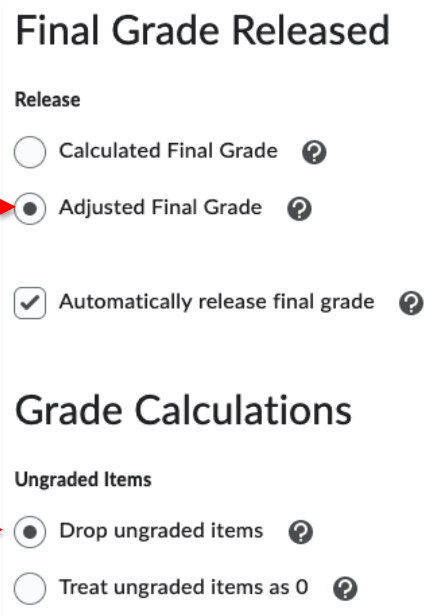 Final Grade Released
Release
Calculated Final Grade ?
Adjusted Final Grade ?
Automatically release final grade ?
Grade Calculations
Ungraded Items
Drop ungraded items ?
Treat ungraded items as 0 ?